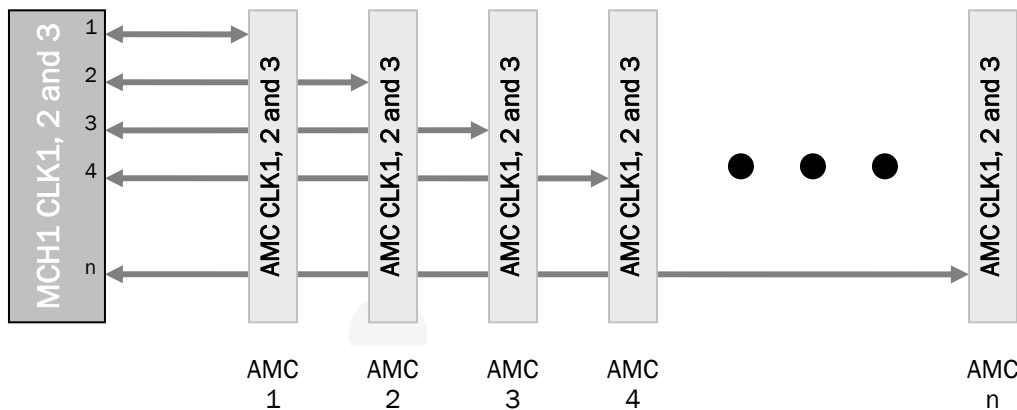 MCH1 CLK1, 2 and 3
1
2
3
4
n
AMC CLK1, 2 and 3
AMC CLK1, 2 and 3
AMC CLK1, 2 and 3
AMC CLK1, 2 and 3
AMC CLK1, 2 and 3
AMC
1
AMC
2
AMC
3
AMC
4
AMC
n